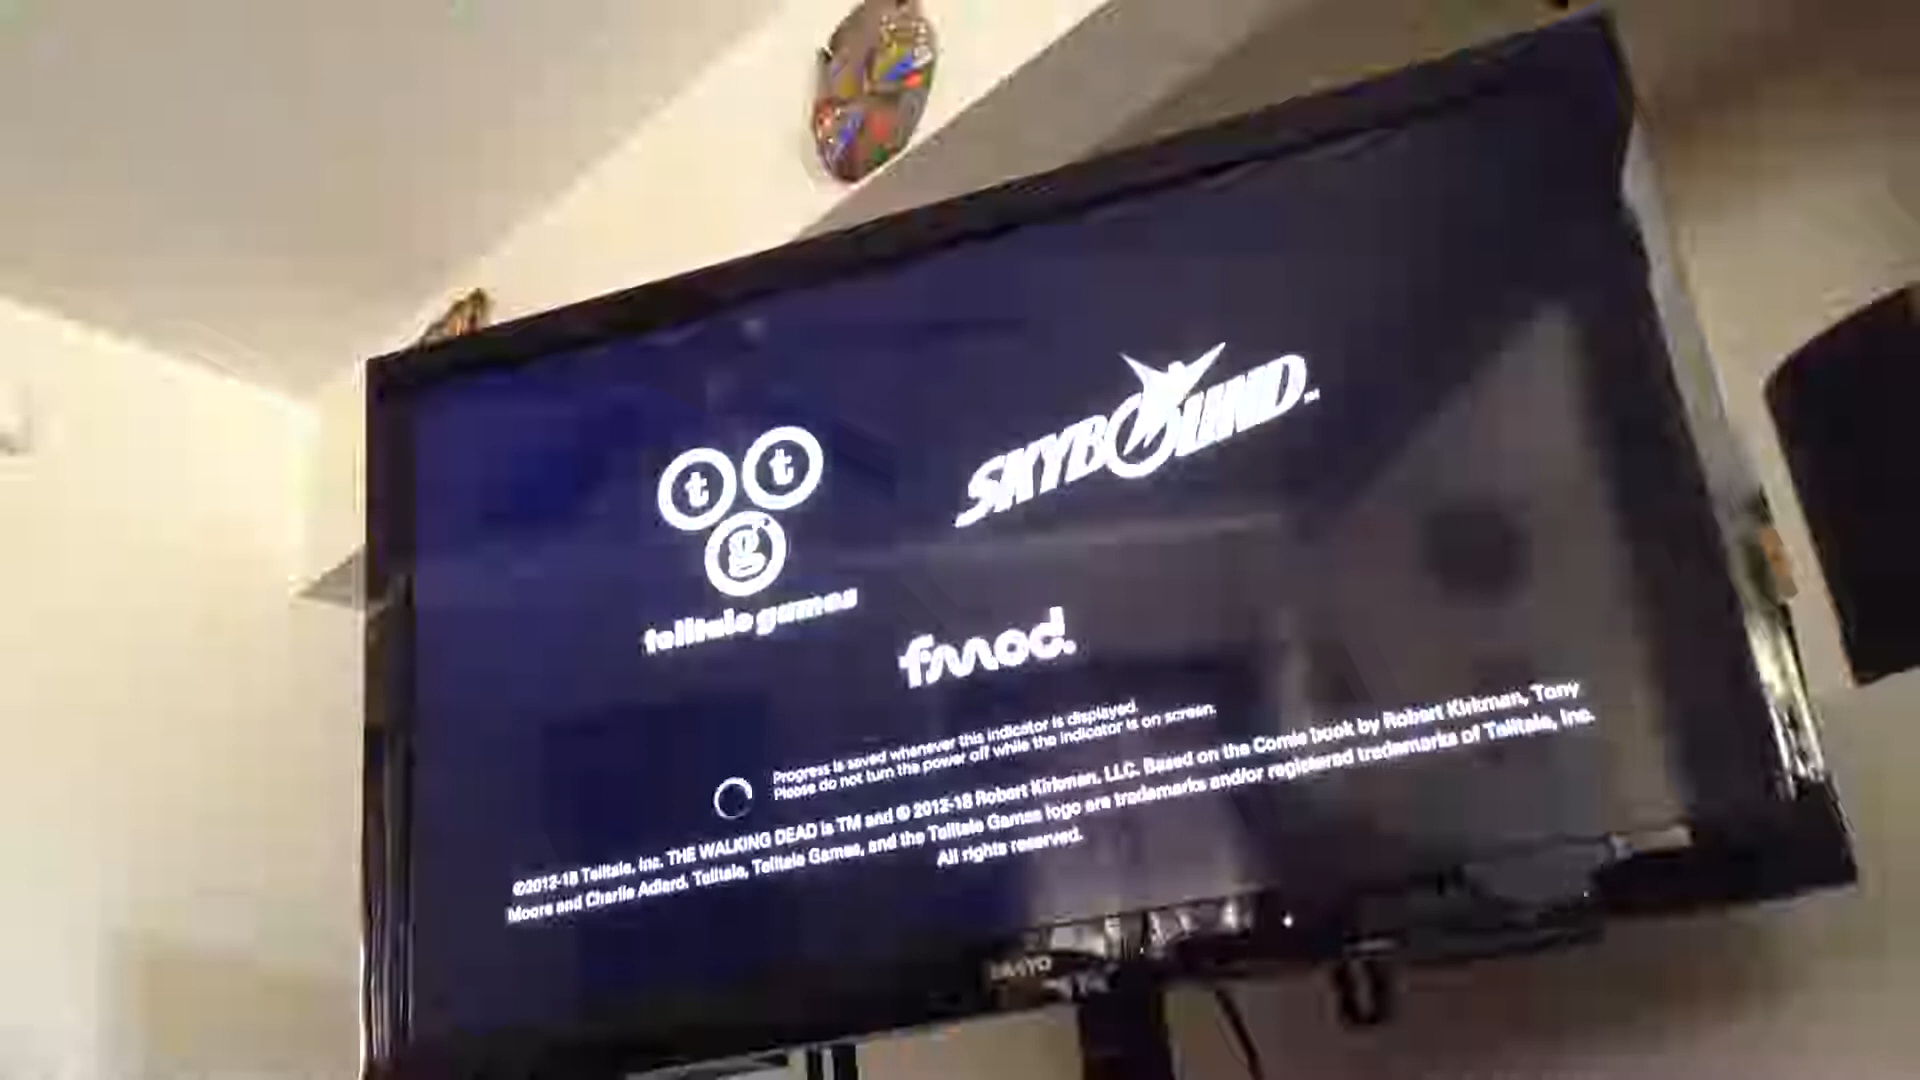 t t
g
telltale games
SKYBOUND™
fmod.
Progress is saved whenever this indicator is displayed.
Please do not turn the power off while the indicator is on screen.
©2012-18 Telltale, Inc. THE WALKING DEAD is TM and © 2012-18 Robert Kirkman, LLC. Based on the Comic book by Robert Kirkman, Tony
Moore and Charlie Adlard. Telltale, Telltale Games, and the Telltale Games logo are trademarks and/or registered trademarks of Telltale, Inc.
All rights reserved.
SANYO